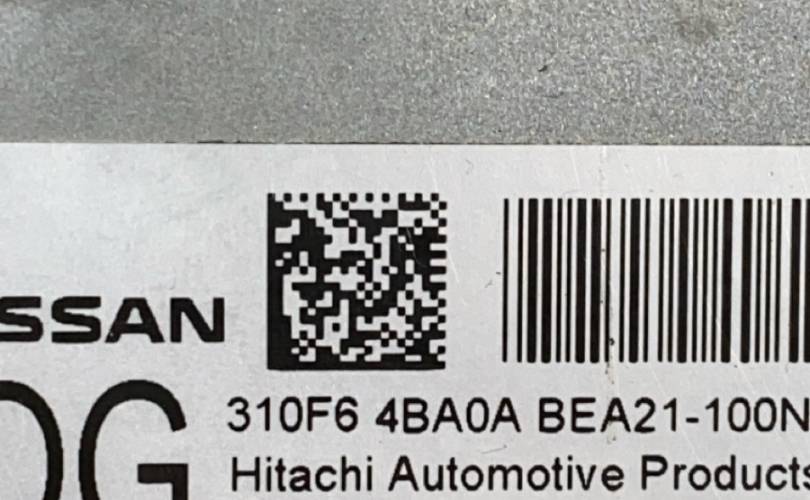 SSAN
0G
310F6 4BA0A BEA21-100N
Hitachi Automotive Products